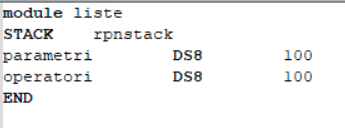 module liste
STACK rpnstack
parametri DS8 100
operatori DS8 100
END